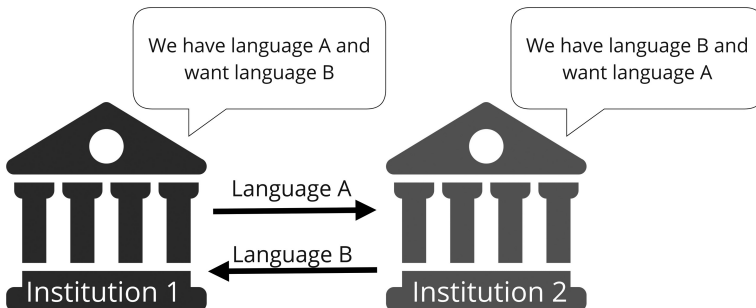 We have language A and
want language B
We have language B and
want language A
Language A
Language B
Institution 1
Institution 2